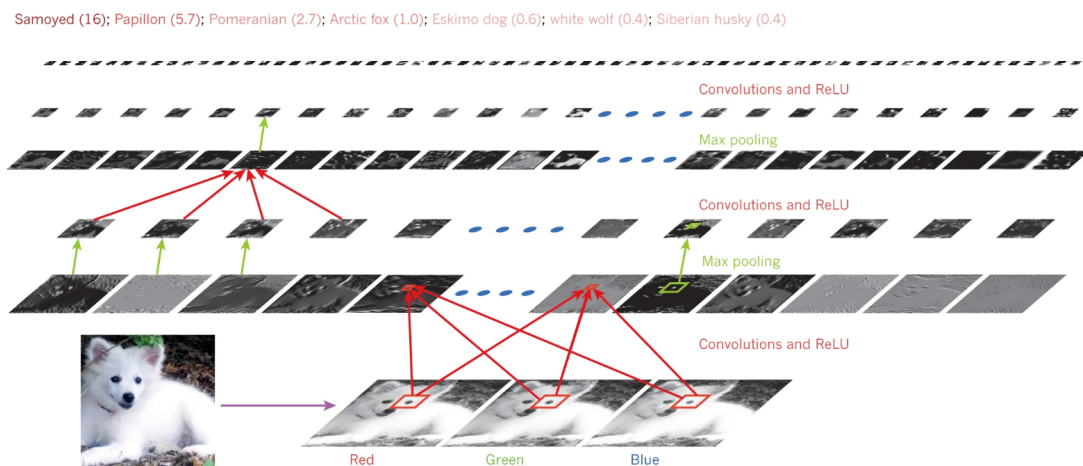 Samoyed (16); Papillon (5.7); Pomeranian (2.7); Arctic fox (1.0); Eskimo dog (0.6); white wolf (0.4); Siberian husky (0.4)
Convolutions and ReLU
Max pooling
Convolutions and ReLU
Max pooling
Convolutions and ReLU
Red Green Blue